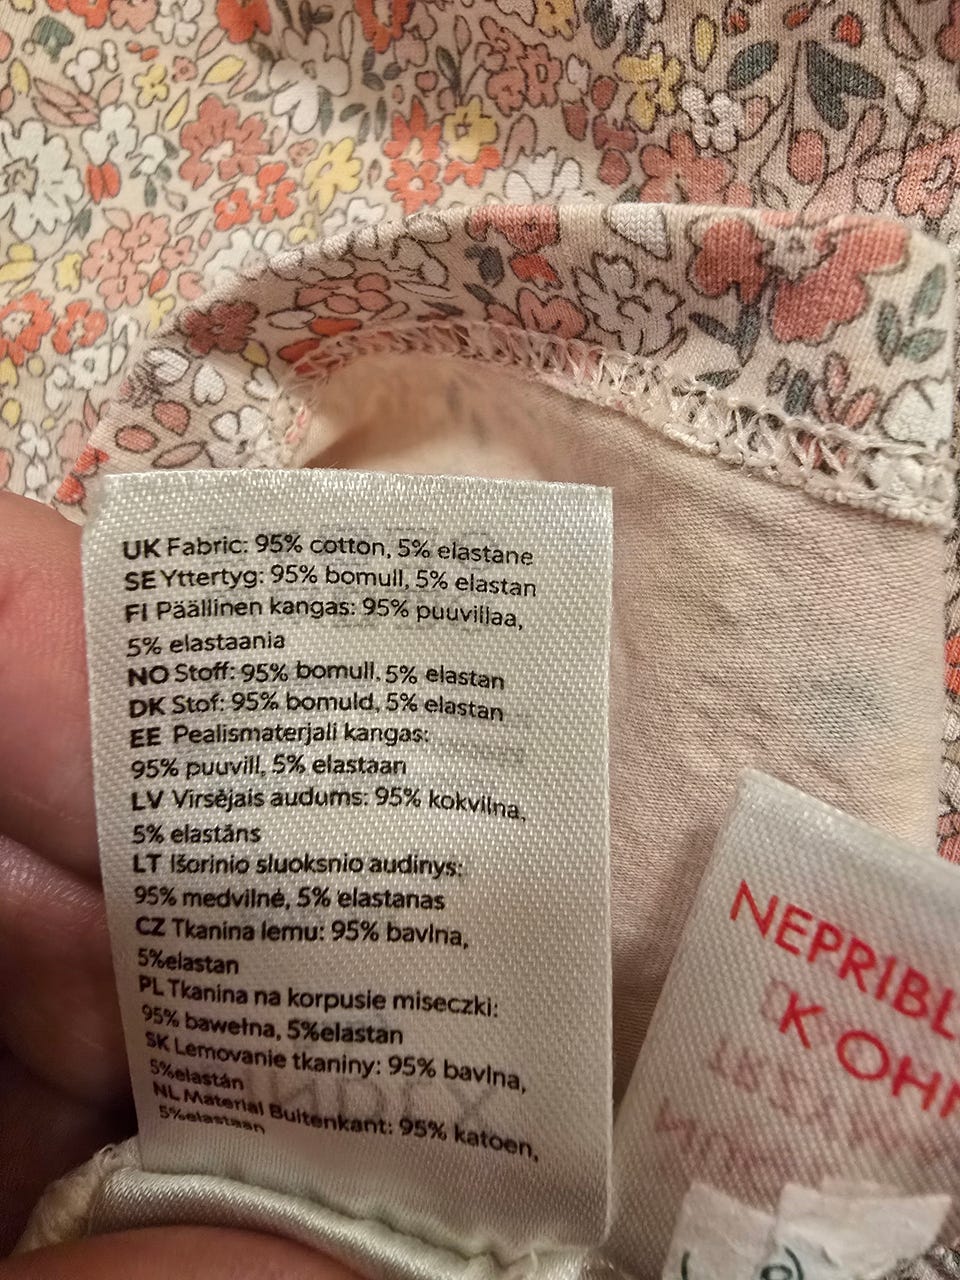 UK Fabric: 95% cotton, 5% elastane
SE Yttertyg: 95% bomull, 5% elastan
FI Päällinen kangas: 95% puuvillaa,
5% elastaania
NO Stoff: 95% bomull, 5% elastan
DK Stof: 95% bomuld, 5% elastan
EE Pealismaterjali kangas:
95% puuvill, 5% elastaan
LV Virsējais audums: 95% kokvilna,
5% elastāns
LT Išorinio sluoksnio audinys:
95% medvilnė, 5% elastanas
CZ Tkanina lemu: 95% bavlna,
5%elastan
PL Tkanina na korpusie miseczki:
95% bawełna, 5%elastan
SK Lemovanie tkaniny: 95% bavlna,
5%elastán
NL Material Buitenkant: 95% katoen,
5%elastaan
NEPRIBL
K OHN